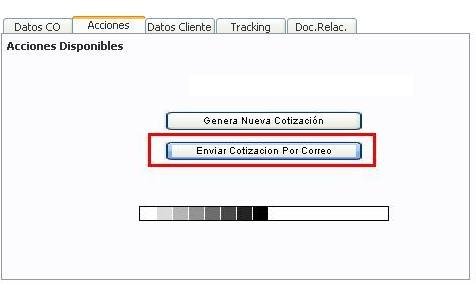 Datos CO
Acciones
Datos Cliente
Tracking
Doc.Relac.
Acciones Disponibles
Genera Nueva Cotización
Enviar Cotizacion Por Correo